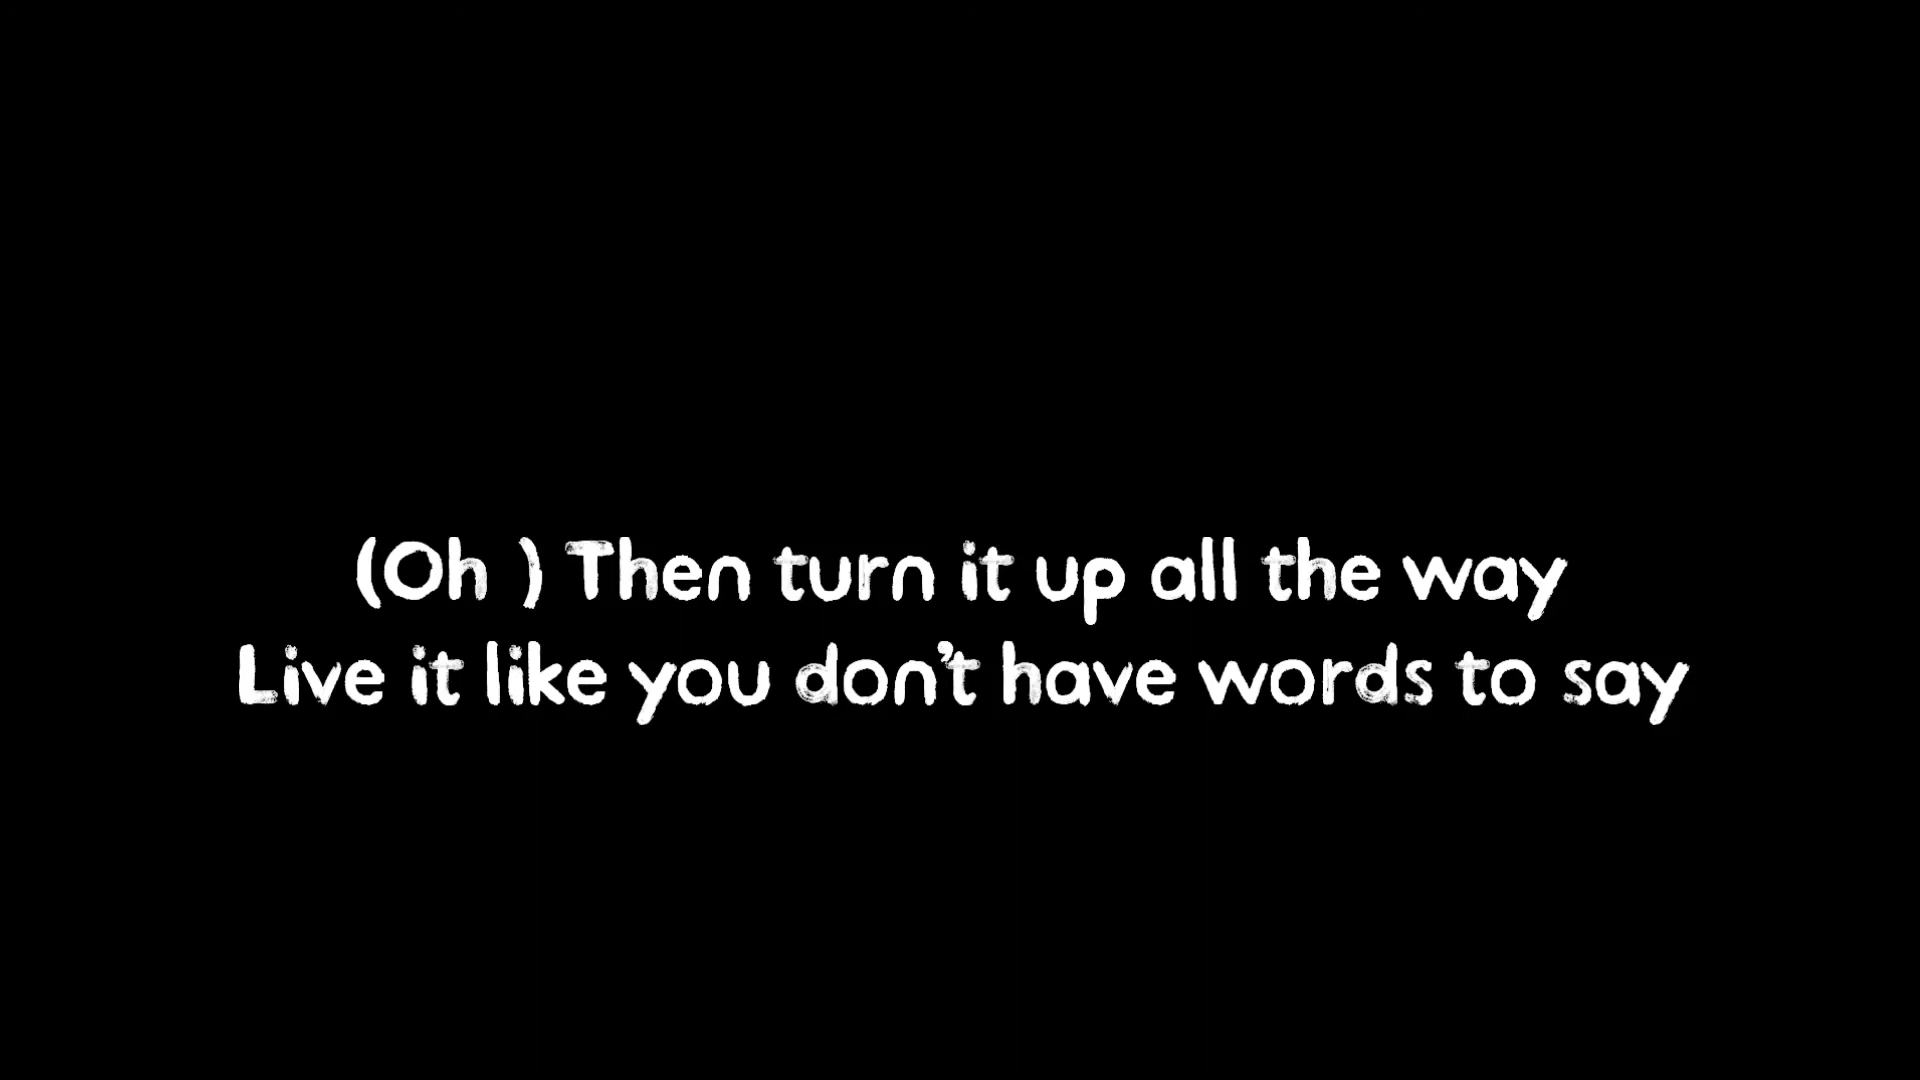 (Oh ) Then turn it up all the way
Live it like you don't have words to say